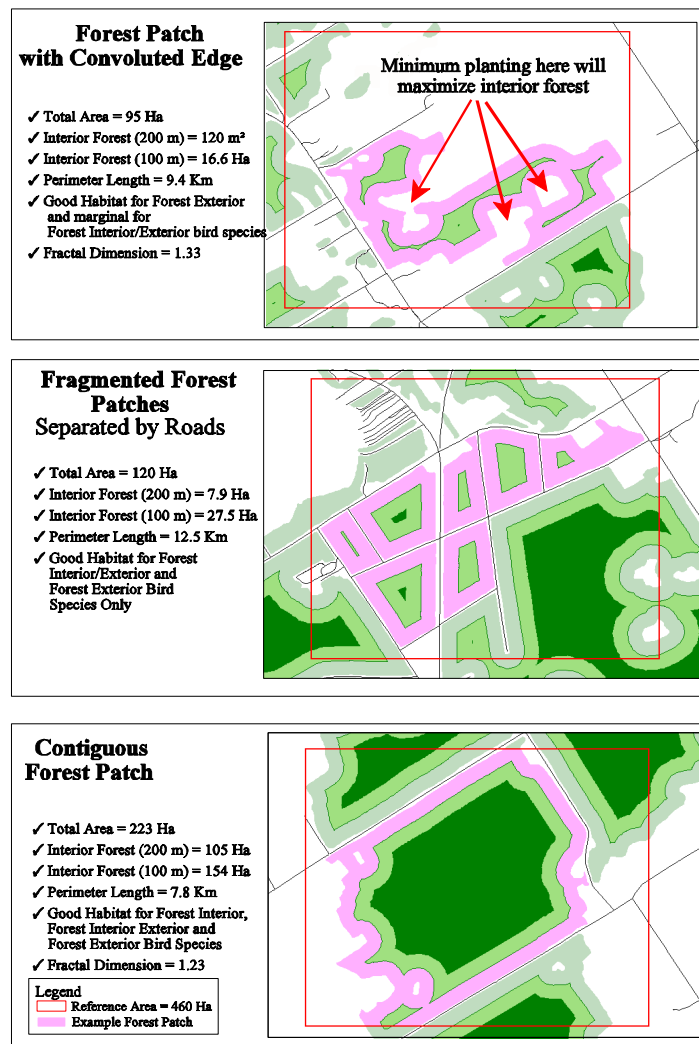 Forest Patch
with Convoluted Edge
✓ Total Area = 95 Ha
✓ Interior Forest (200 m) = 120 m²
✓ Interior Forest (100 m) = 16.6 Ha
✓ Perimeter Length = 9.4 Km
✓ Good Habitat for Forest Exterior
and marginal for
Forest Interior/Exterior bird species
✓ Fractal Dimension = 1.33
Minimum planting here will
maximize interior forest
Fragmented Forest
Patches
Separated by Roads
✓ Total Area = 120 Ha
✓ Interior Forest (200 m) = 7.9 Ha
✓ Interior Forest (100 m) = 27.5 Ha
✓ Perimeter Length = 12.5 Km
✓ Good Habitat for Forest
Interior/Exterior and
Forest Exterior Bird
Species Only
Contiguous
Forest Patch
✓ Total Area = 223 Ha
✓ Interior Forest (200 m) = 105 Ha
✓ Interior Forest (100 m) = 154 Ha
✓ Perimeter Length = 7.8 Km
✓ Good Habitat for Forest Interior,
Forest Interior Exterior and
Forest Exterior Bird Species
✓ Fractal Dimension = 1.23
Legend
Reference Area = 460 Ha
Example Forest Patch